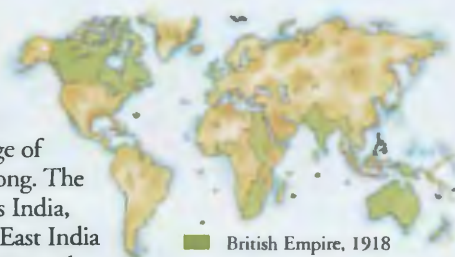 ge of
ong. The
s India,
East India
British Empire, 1918